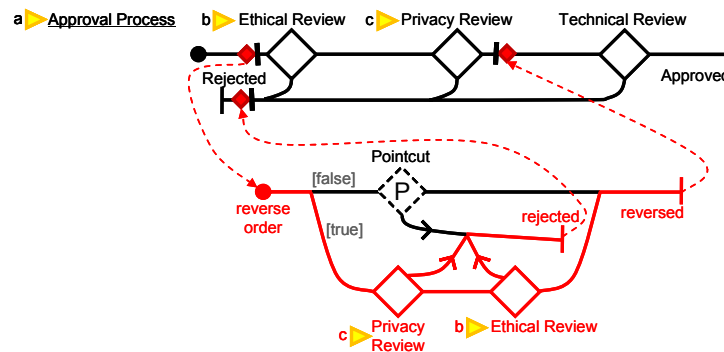 a Approval Process
b Ethical Review
c Privacy Review
Technical Review
Rejected
Approved
Pointcut
[false]
P
reverse
order
rejected
reversed
[true]
c Privacy
Review
b Ethical Review